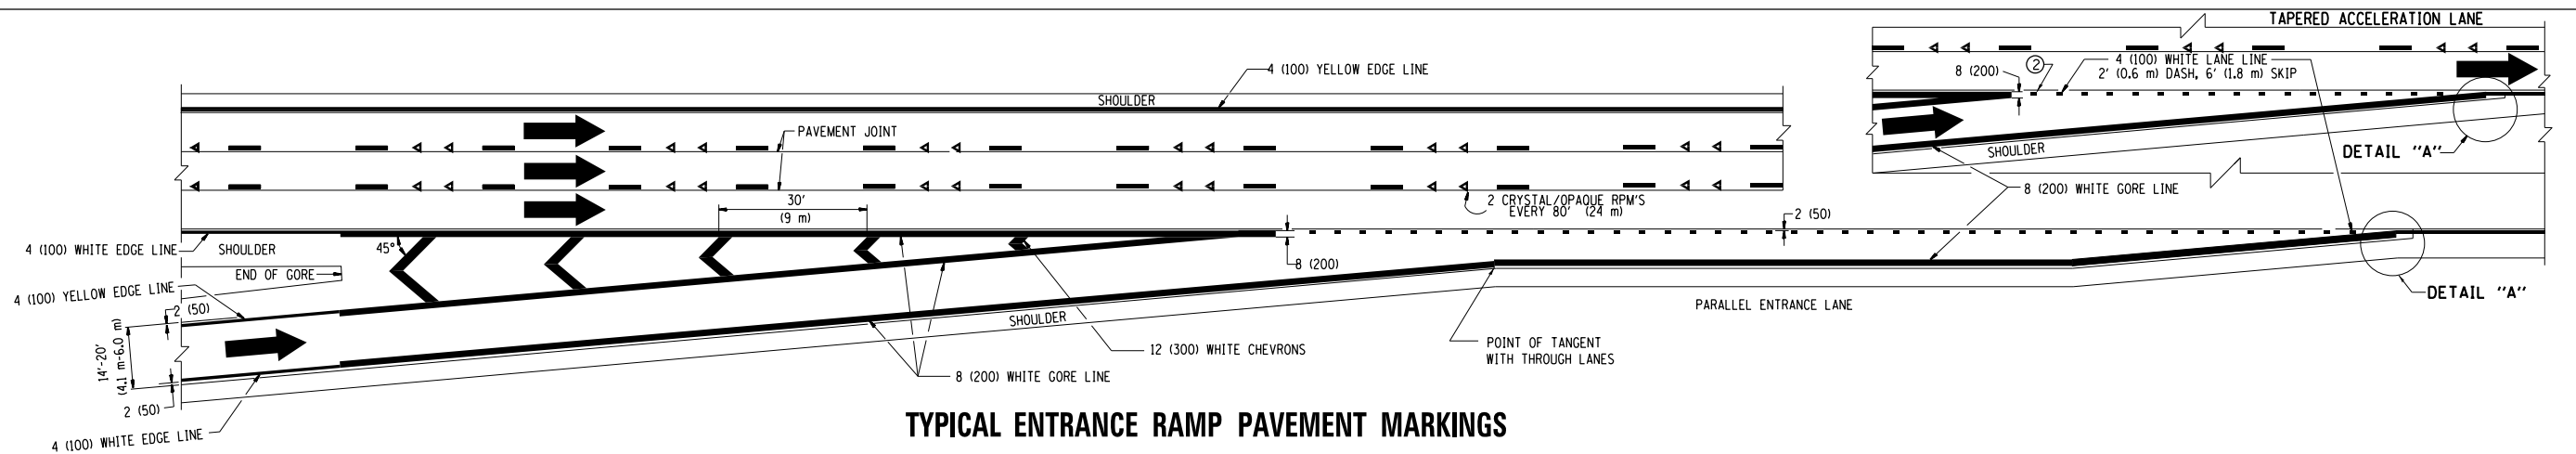 TAPERED ACCELERATION LANE
4 (100) YELLOW EDGE LINE
8 (200)
2
4 (100) WHITE LANE LINE
2' (0.6 m) DASH, 6' (1.8 m) SKIP
SHOULDER
PAVEMENT JOINT
SHOULDER
DETAIL "A"
30'
(9 m)
2 CRYSTAL/OPAQUE RPM'S
EVERY 80' (24 m)
8 (200) WHITE GORE LINE
2 (50)
4 (100) WHITE EDGE LINE
SHOULDER
45°
END OF GORE
8 (200)
4 (100) YELLOW EDGE LINE
2 (50)
DETAIL "A"
PARALLEL ENTRANCE LANE
SHOULDER
14'-20'
(4.1 m-6.0 m)
12 (300) WHITE CHEVRONS
POINT OF TANGENT
WITH THROUGH LANES
8 (200) WHITE GORE LINE
2 (50)
4 (100) WHITE EDGE LINE
TYPICAL ENTRANCE RAMP PAVEMENT MARKINGS